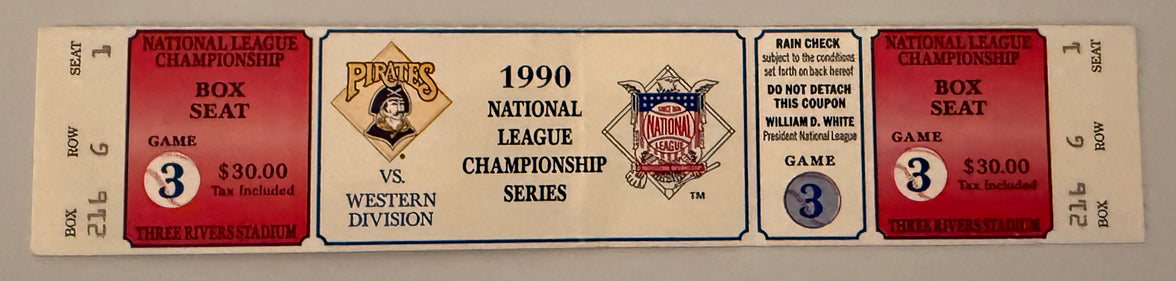 SEAT 1
ROW G
BOX 216
NATIONAL LEAGUE
CHAMPIONSHIP
BOX
SEAT
GAME
3
$30.00
Tax Included
THREE RIVERS STADIUM
PIRATES
VS.
WESTERN
DIVISION
1990
NATIONAL
LEAGUE
CHAMPIONSHIP
SERIES
SINCE 1876
NATIONAL
LEAGUE
TM
RAIN CHECK
subject to the conditions
set forth on back hereof
DO NOT DETACH
THIS COUPON
WILLIAM D. WHITE
President National League
GAME
3
NATIONAL LEAGUE
CHAMPIONSHIP
BOX
SEAT
GAME
3
$30.00
Tax Included
THREE RIVERS STADIUM
1 SEAT
G ROW
216 BOX